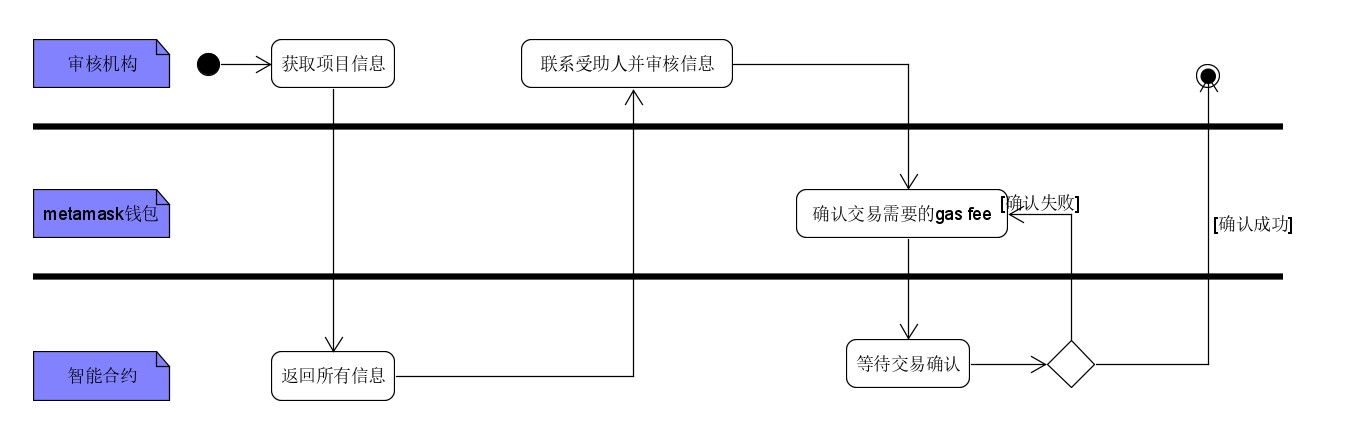 审核机构
获取项目信息
联系受助人并审核信息
metamask钱包
确认交易需要的gas fee
[确认失败]
[确认成功]
智能合约
返回所有信息
等待交易确认